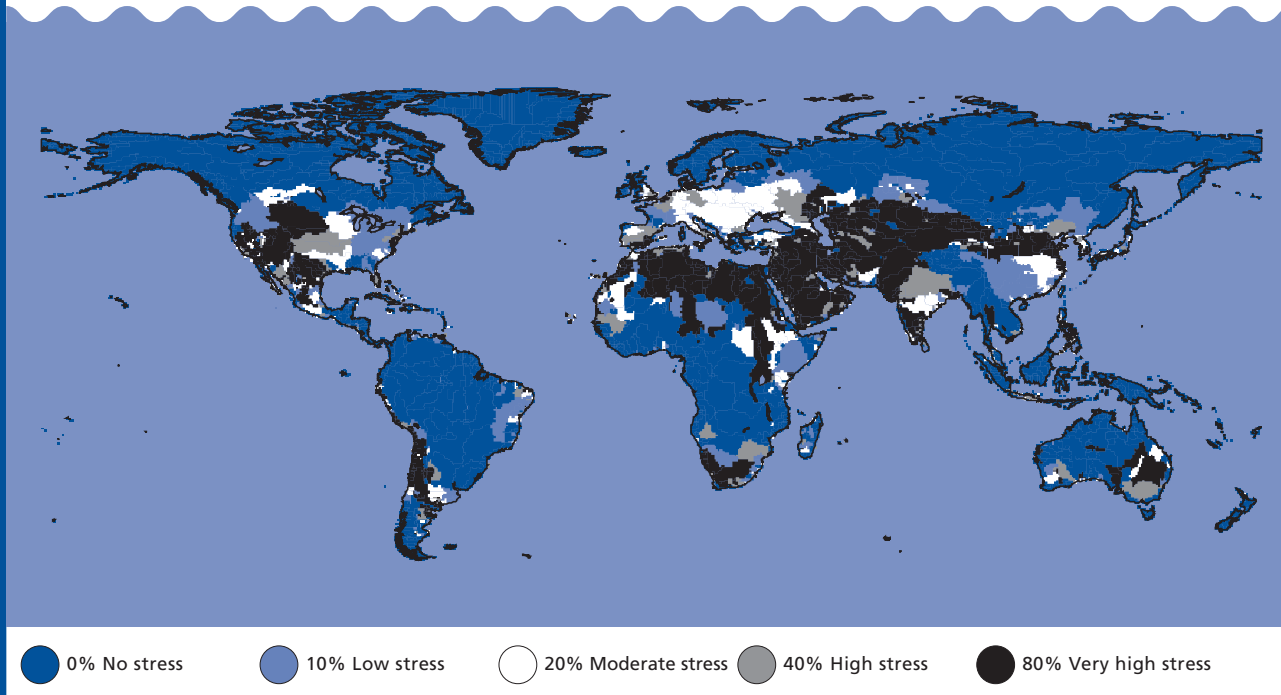 0% No stress
10% Low stress
20% Moderate stress
40% High stress
80% Very high stress